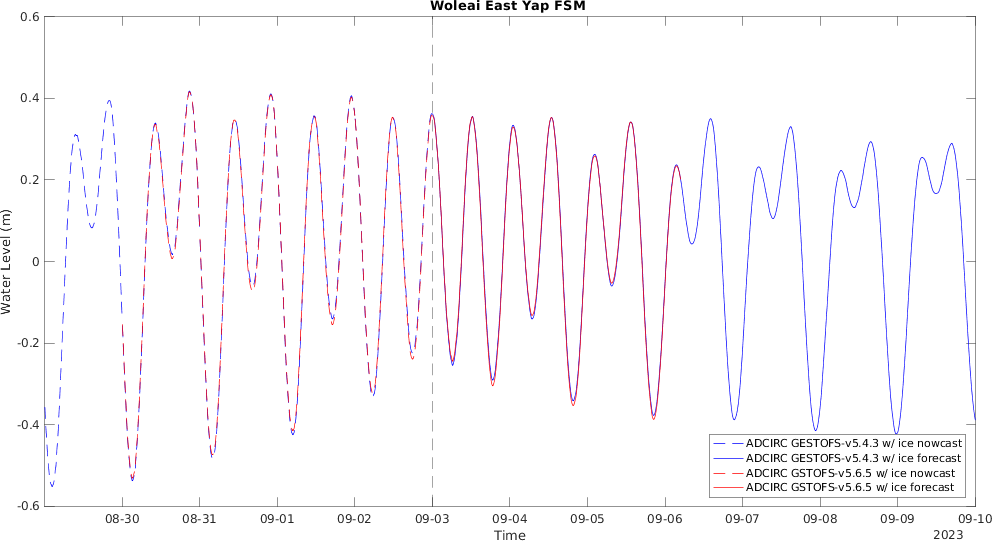 Woleai East Yap FSM
0.6
0.4
0.2
0
-0.2
-0.4
-0.6
Water Level (m)
ADCIRC GESTOFS-v5.4.3 w/ ice nowcast
ADCIRC GESTOFS-v5.4.3 w/ ice forecast
ADCIRC GSTOFS-v5.6.5 w/ ice nowcast
ADCIRC GSTOFS-v5.6.5 w/ ice forecast
08-30 08-31 09-01 09-02 09-03 09-04 09-05 09-06 09-07 09-08 09-09 09-10
Time
2023